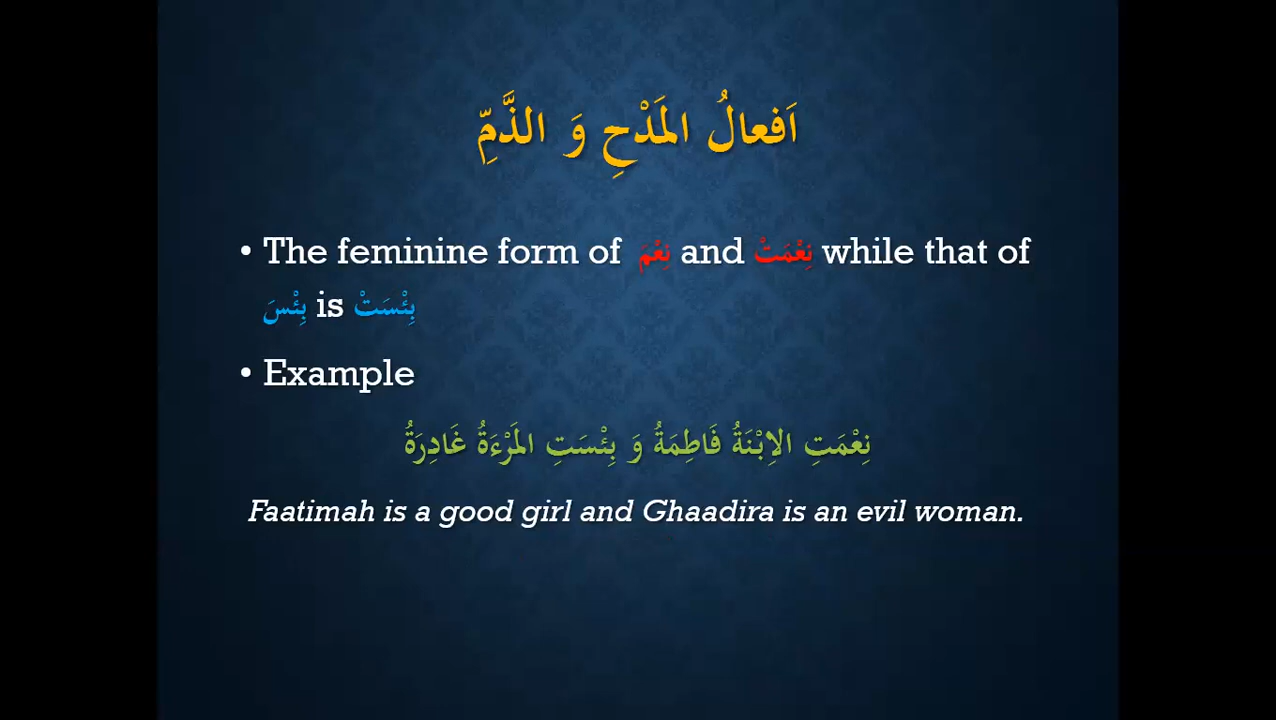 اَفعالُ المَدْحِ وَ الذَّمِّ
• The feminine form of نِعْمَ and نِعْمَتْ while that of
بِئْسَ is بِئْسَتْ
• Example
نِعْمَتِ الاِبْنَةُ فَاطِمَةُ وَ بِئْسَتِ المَرْءَةُ غَادِرَةُ
Faatimah is a good girl and Ghaadira is an evil woman.